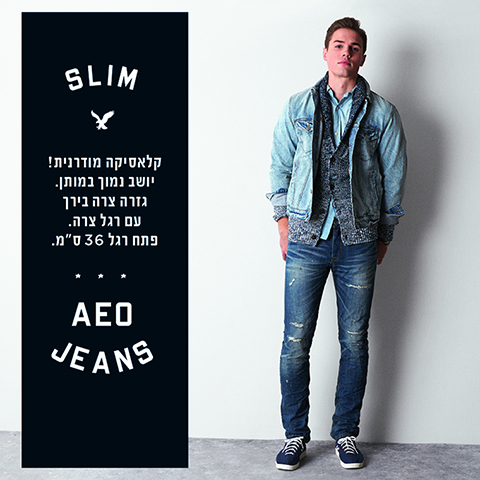 SLIM
קלאסיקה מודרנית!
יושב נמוך במותן.
גזרה צרה בירך
עם רגל צרה.
פתח רגל 36 ס"מ.
AEO
JEANS